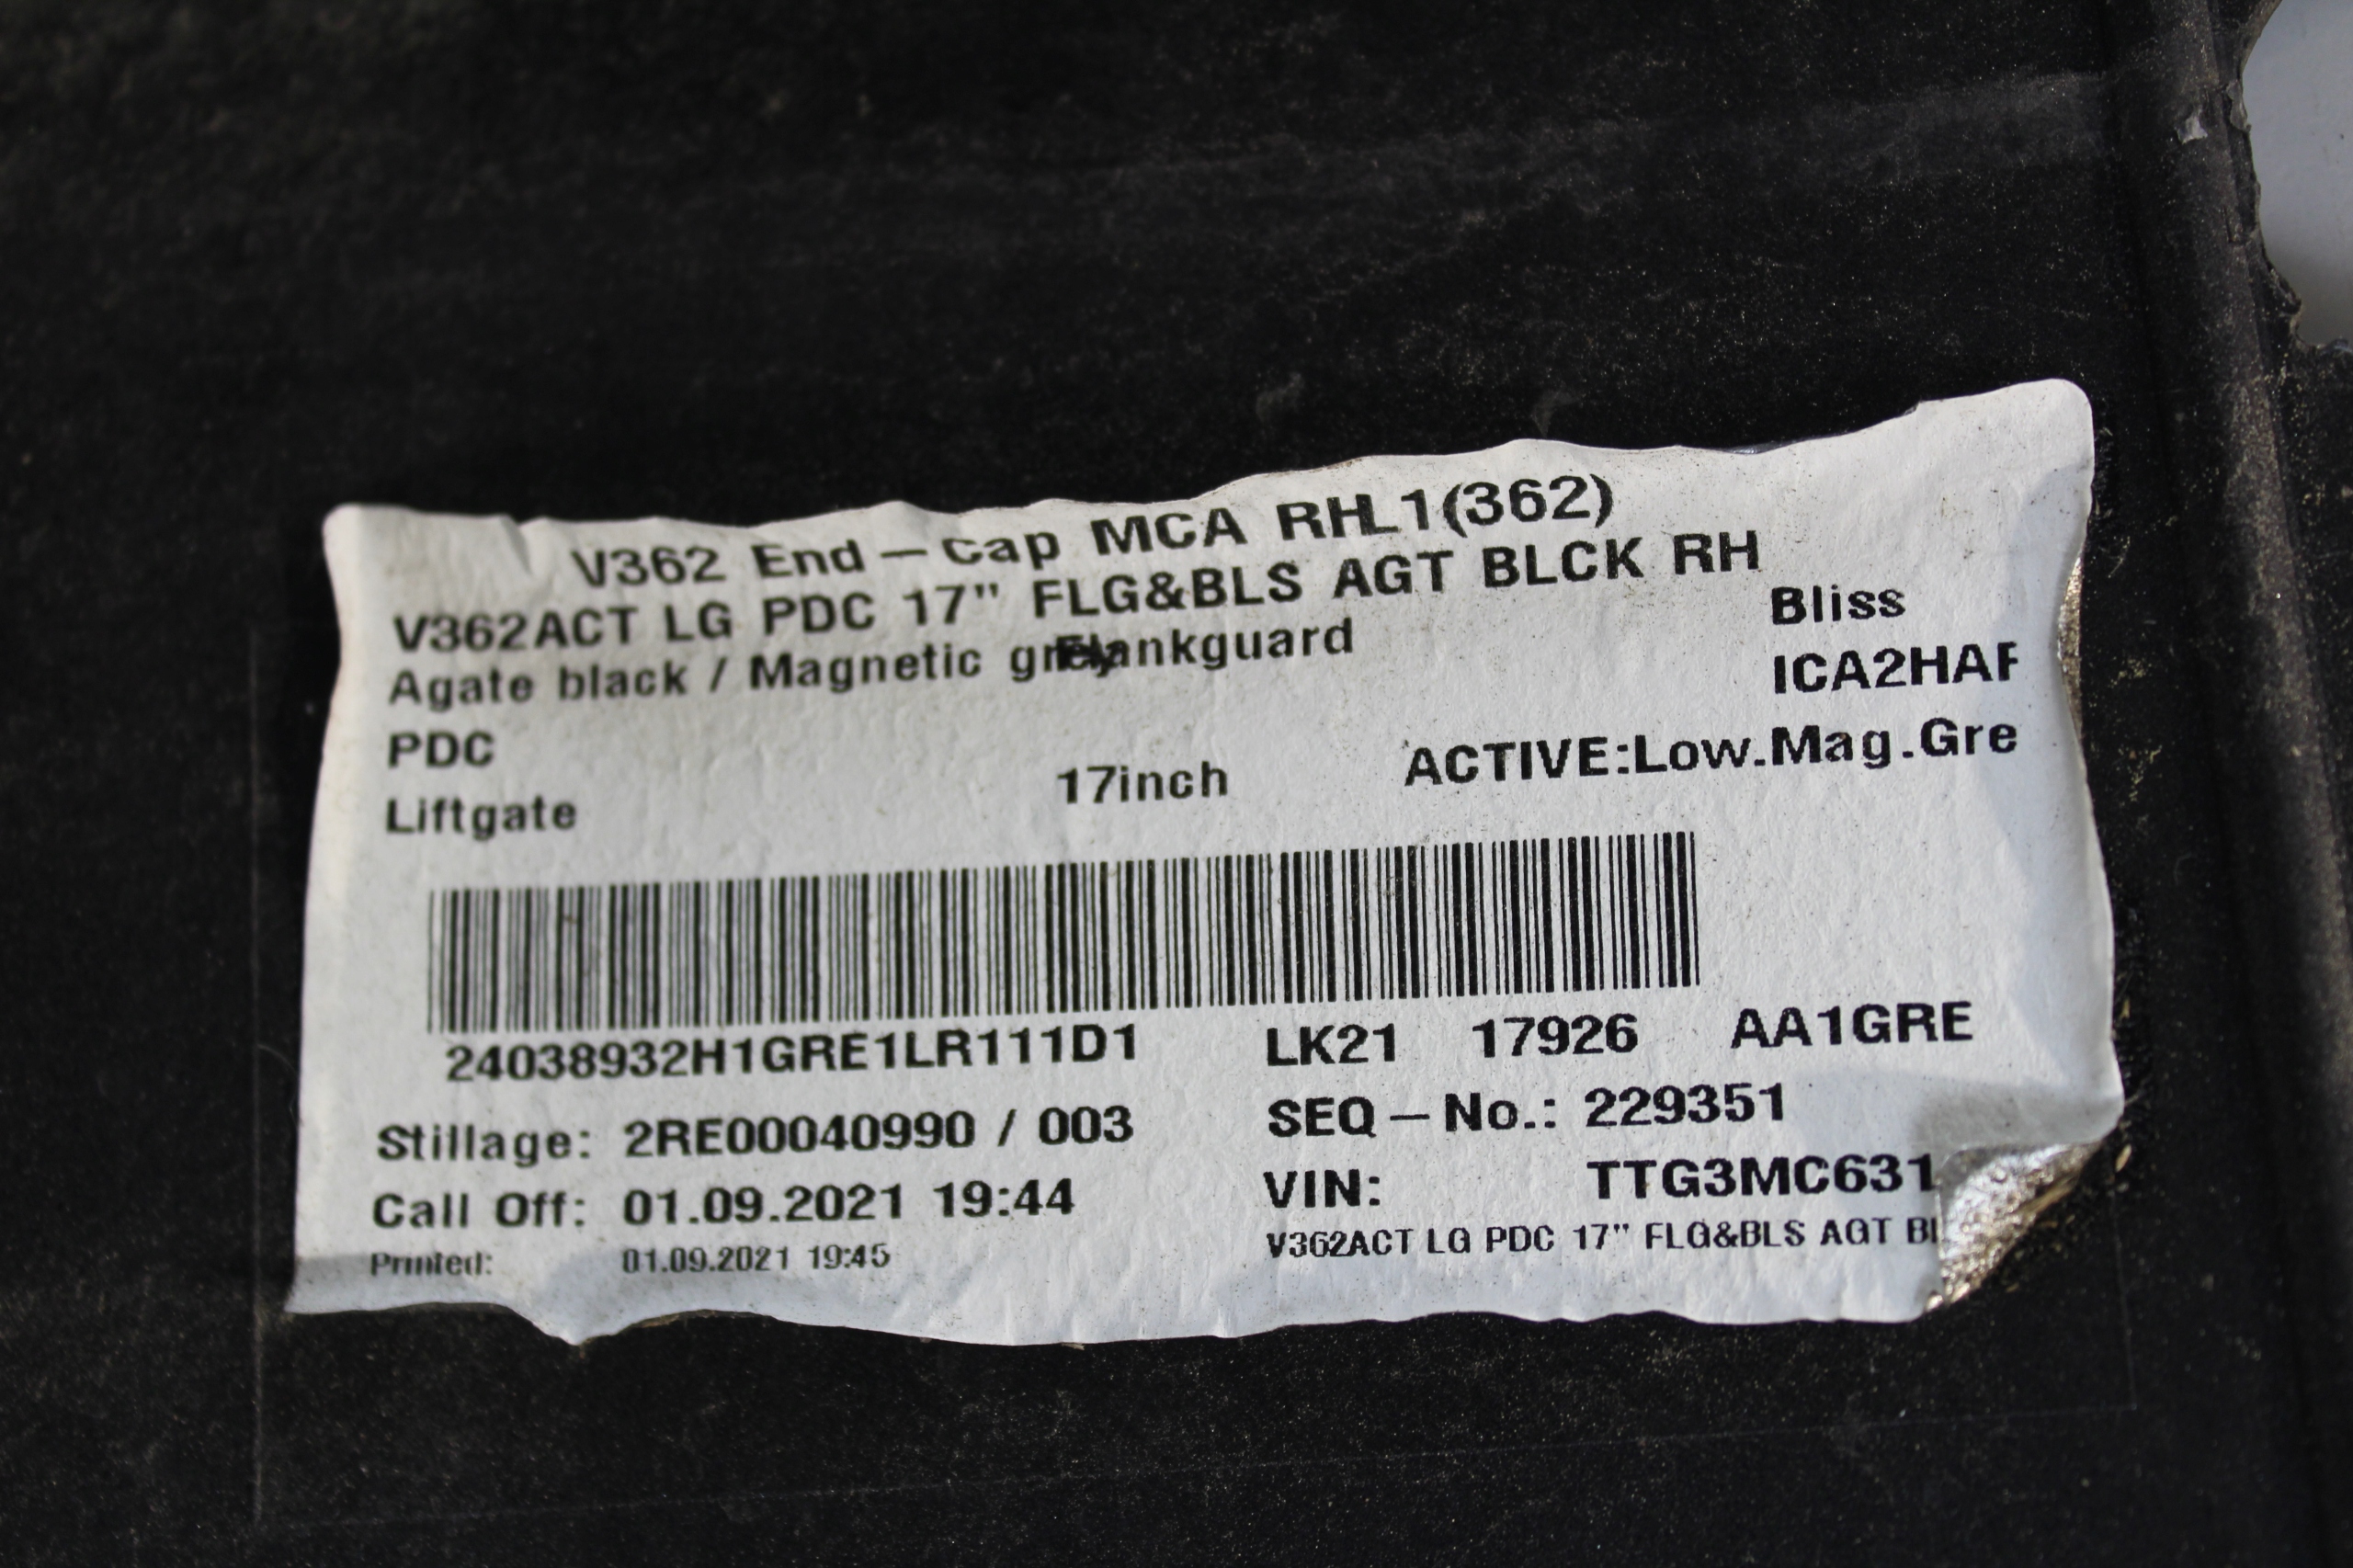 V362 End-Cap MCA RHL1(362)
V362ACT LG PDC 17" FLG&BLS AGT BLCK RH
Agate black / Magnetic grey Flankguard Bliss
ICA2HAF
PDC
17inch ACTIVE:Low.Mag.Gre
Liftgate
24038932H1GRE1LR111D1 LK21 17926 AA1GRE
Stillage: 2RE00040990 / 003 SEQ-No.: 229351
Call Off: 01.09.2021 19:44 VIN: TTG3MC631
Printed: 01.09.2021 19:45 V362ACT LG PDC 17" FLG&BLS AGT Bl